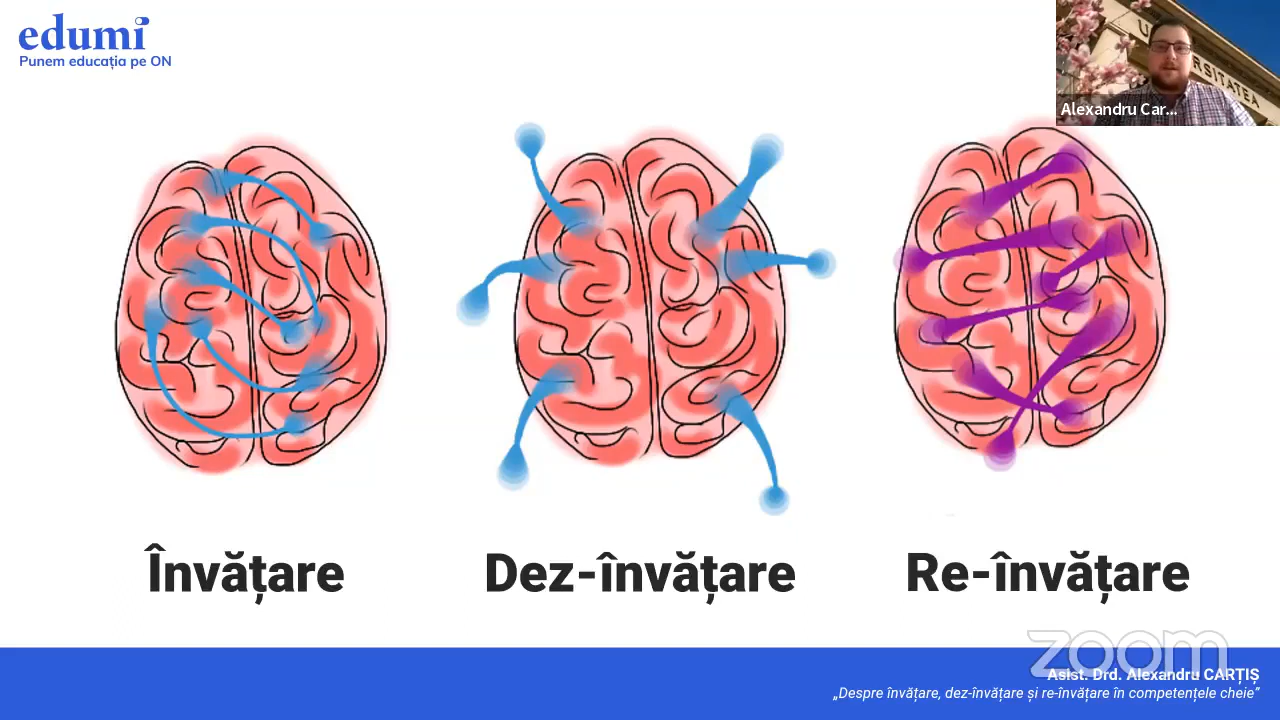 edumi
Punem educația pe ON
U
RSITATEA
Alexandru Car...
Învățare
Dez-învățare
Re-învățare
zoom
Asist. Drd. Alexandru CARȚIȘ
„Despre învățare, dez-învățare și re-învățare în competențele cheie”